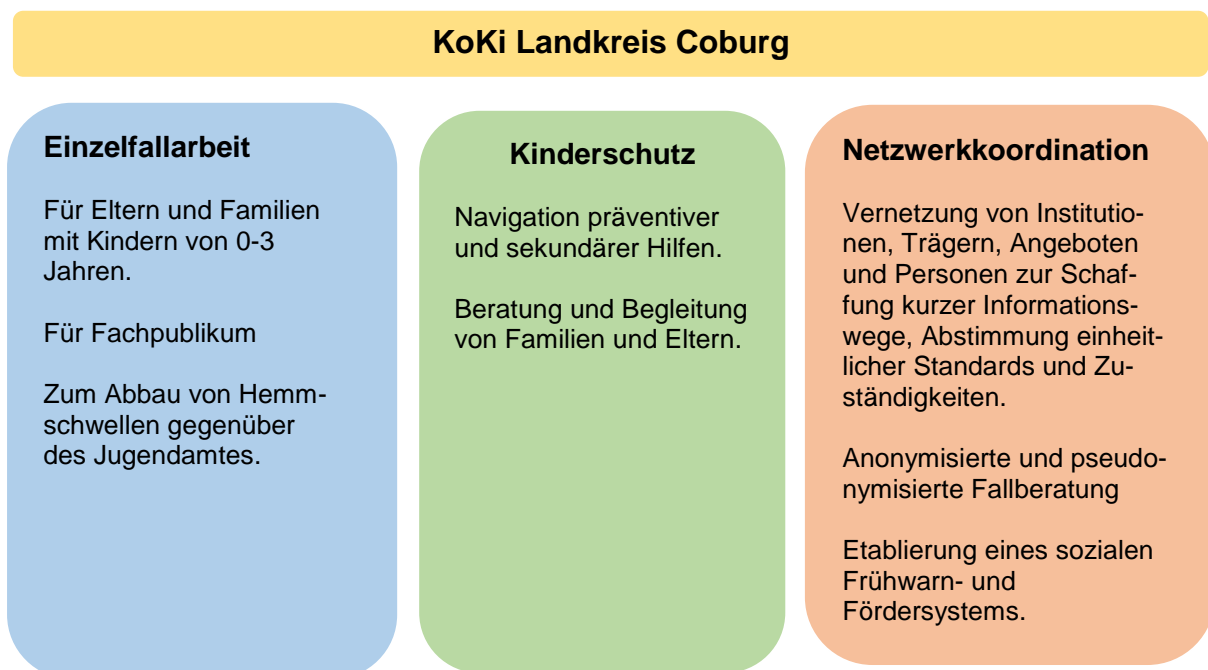 KoKi Landkreis Coburg
Einzelfallarbeit
Für Eltern und Familien
mit Kindern von 0-3
Jahren.
Für Fachpublikum
Zum Abbau von Hemm-
schwellen gegenüber
des Jugendamtes.
Kinderschutz
Navigation präventiver
und sekundärer Hilfen.
Beratung und Begleitung
von Familien und Eltern.
Netzwerkkoordination
Vernetzung von Institutio-
nen, Trägern, Angeboten
und Personen zur Schaf-
fung kurzer Informations-
wege, Abstimmung einheit-
licher Standards und Zu-
ständigkeiten.
Anonymisierte und pseudo-
nymisierte Fallberatung
Etablierung eines sozialen
Frühwarn- und
Fördersystems.